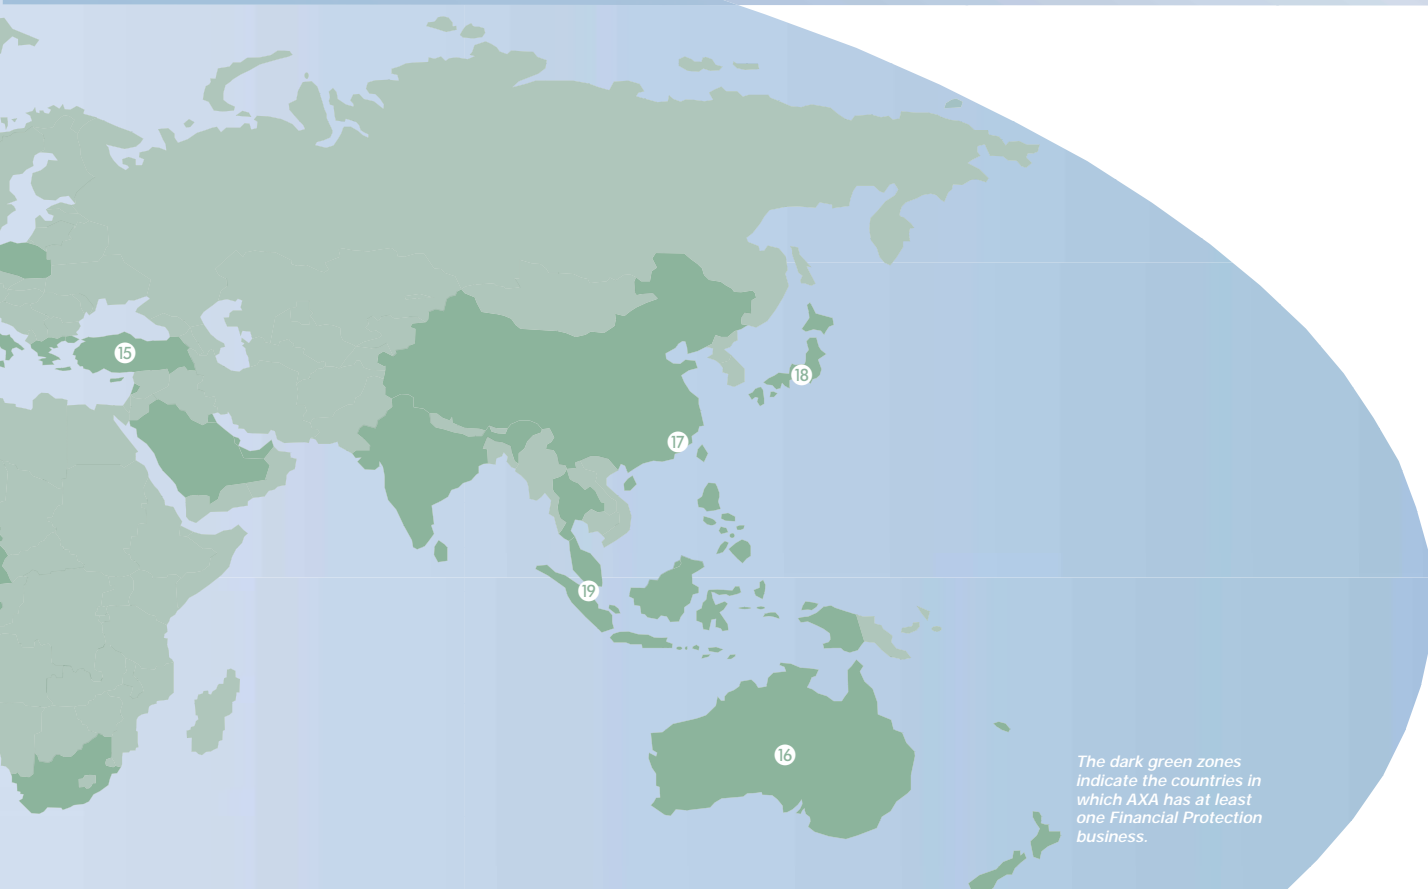 15
18
17
19
16
The dark green zones
indicate the countries in
which AXA has at least
one Financial Protection
business.